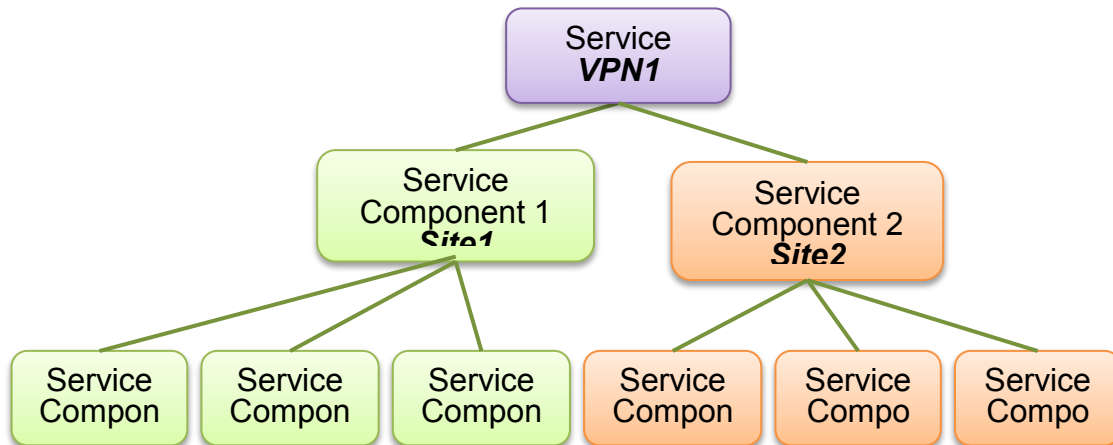 Service
VPN1
Service
Component 1
Site1
Service
Component 2
Site2
Service
Compon
Service
Compon
Service
Compon
Service
Compon
Service
Compo
Service
Compo